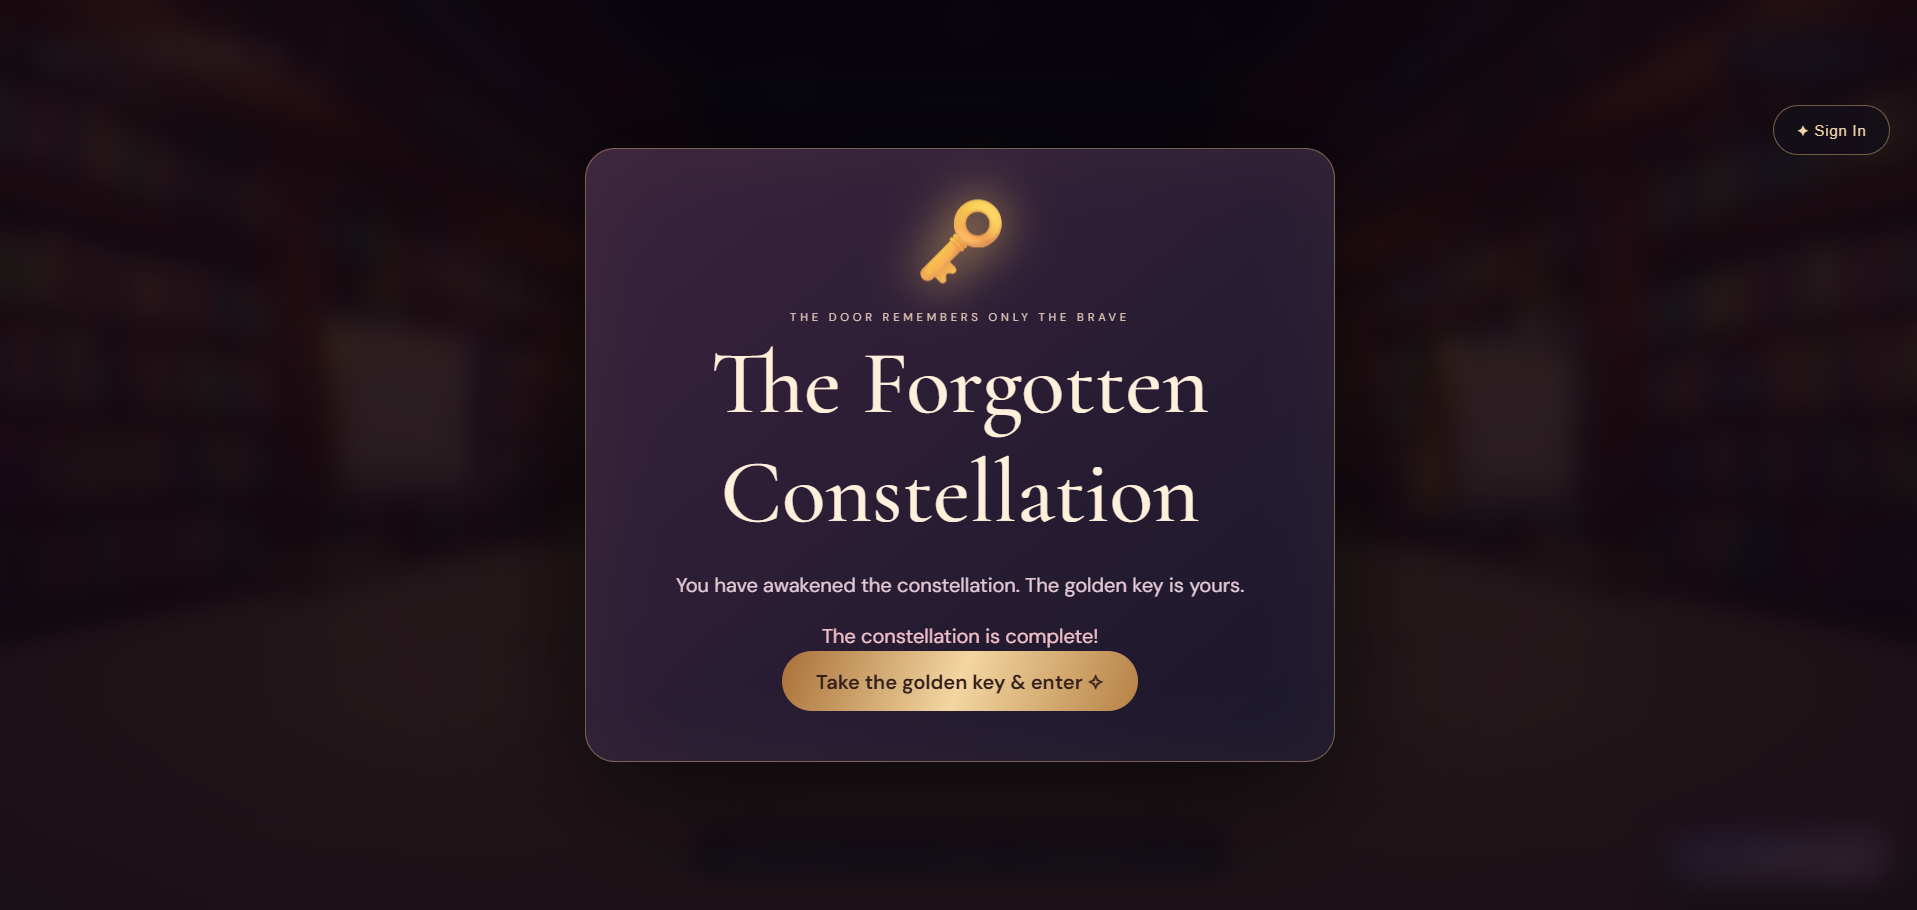 ✦ Sign In
THE DOOR REMEMBERS ONLY THE BRAVE
The Forgotten
Constellation
You have awakened the constellation. The golden key is yours.
The constellation is complete!
Take the golden key & enter ✧